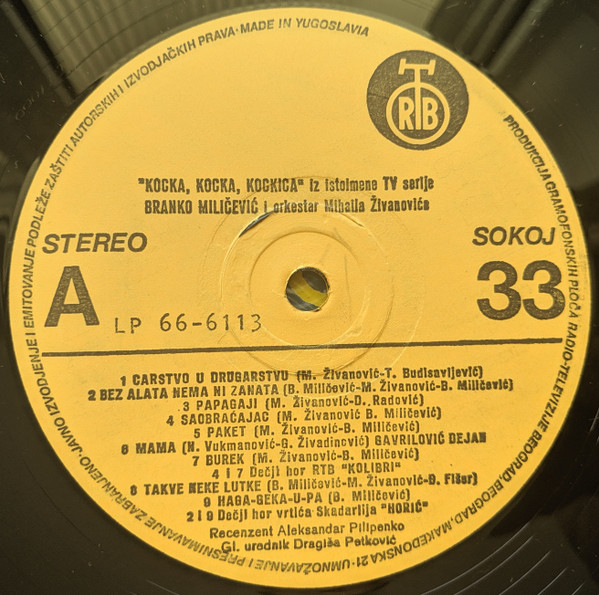 PRODUKCIJA GRAMOFONSKIH PLOČA RADIO-TELEVIZIJE BEOGRAD, BEOGRAD, MAKEDONSKA 21 · UMNOŽAVANJE I PRESNIMAVANJE ZABRANJENO-JAVNO IZVODJENJE I EMITOVANJE PODLEŽE ZAŠTITI AUTORSKIH I IZVODJAČKIH PRAVA · MADE IN YUGOSLAVIA
RTB
"KOCKA, KOCKA, KOCKICA" iz istoimene TV serije
BRANKO MILIČEVIĆ i orkestar Mihaila Živanovića
STEREO
SOKOJ
A
33
LP 66-6113
1 CARSTVO U DRUGARSTVU (M. Živanović-T. Budisavljević)
2 BEZ ALATA NEMA NI ZANATA (B. Miličević-M. Živanović-B. Miličević)
3 PAPAGAJI (M. Živanović-D. Radović)
4 SAOBRAĆAJAC (M. Živanović B. Miličević)
5 PAKET (M. Živanović-B. Miličević)
6 MAMA (N. Vukmanović-G. Živadinović) GAVRILOVIĆ DEJAN
7 BUREK (M. Živanović-B. Miličević)
4 i 7 Dečji hor RTB "KOLIBRI"
8 TAKVE NEKE LUTKE (B. Miličević-M. Živanović-D. Fišer)
9 HAGA-GEKA-U-PA (B. Miličević)
2 i 9 Dečji hor vrtića Skadarlija "HORIĆ"
Recenzent Aleksandar Pilipenko
Gl. urednik Dragiša Petković